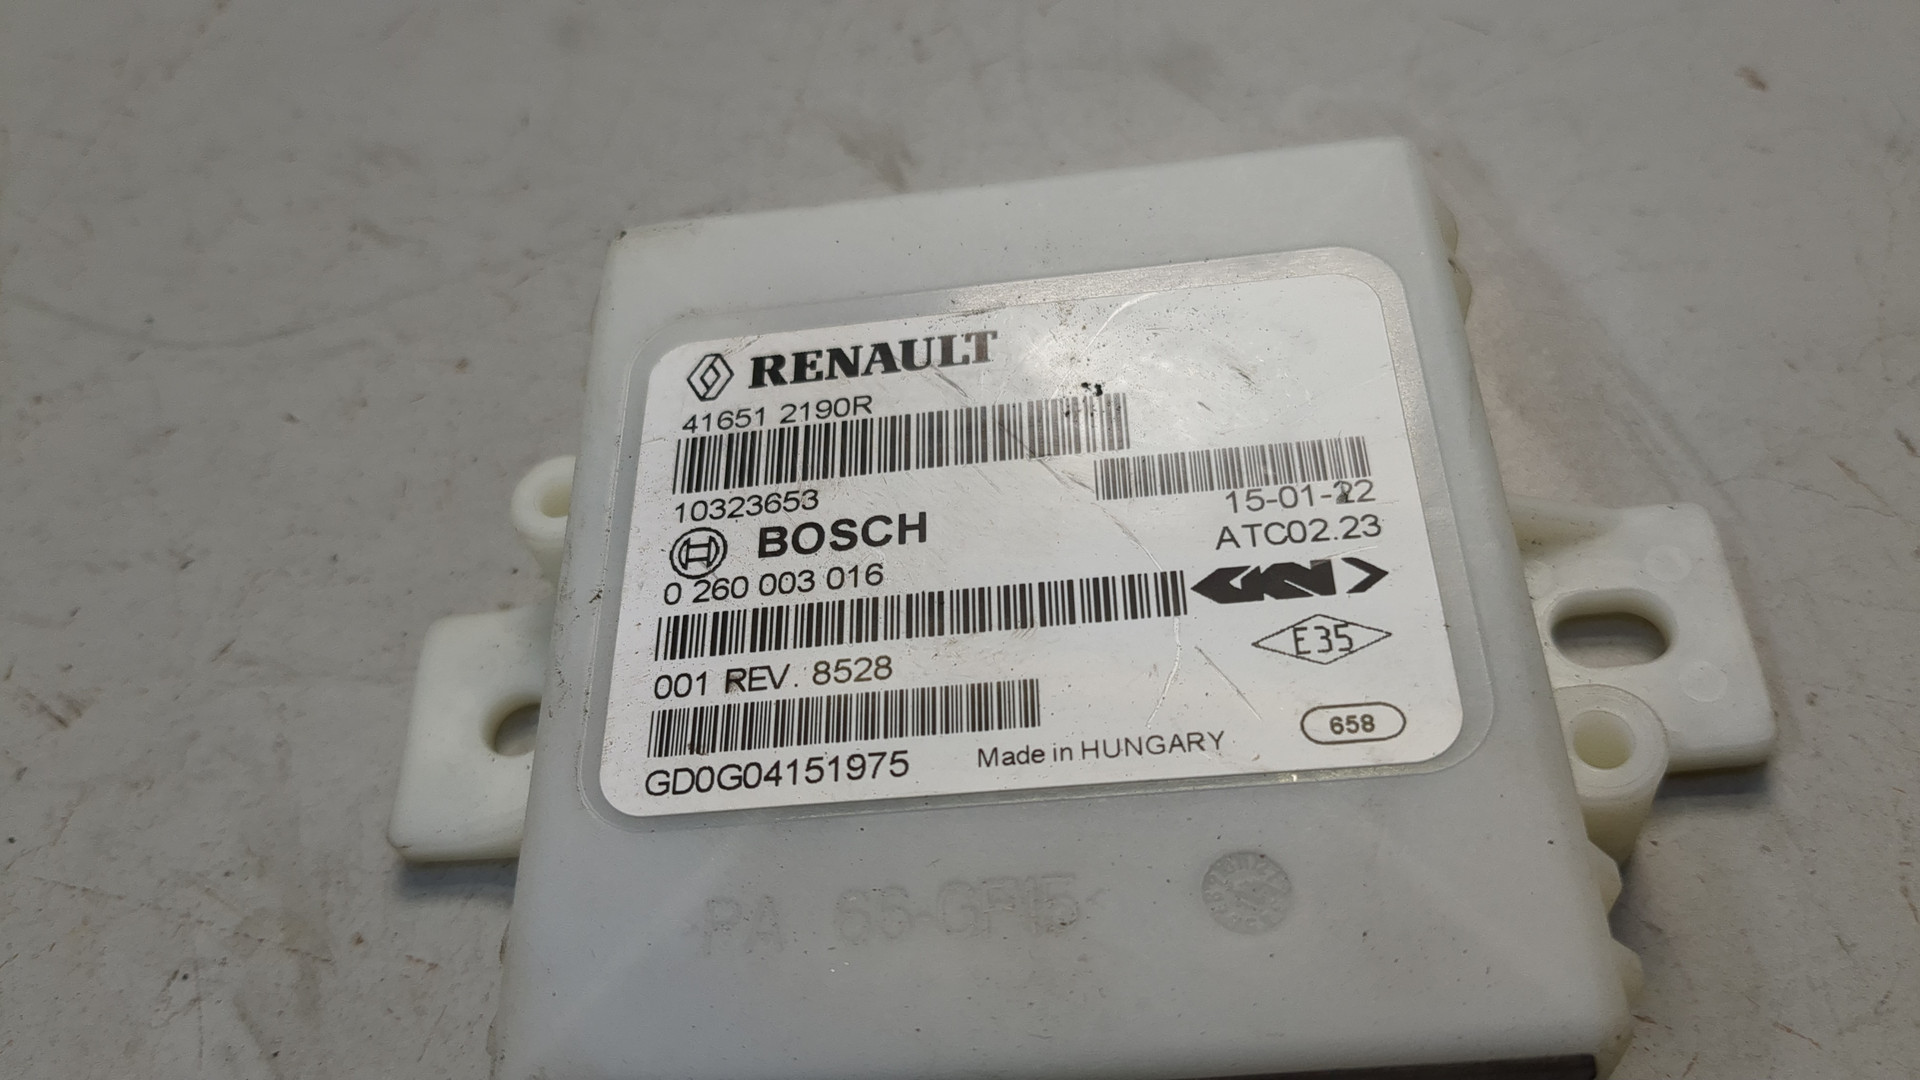 RENAULT
41651 2190R
10323653
15-01-22
BOSCH
ATC02.23
0 260 003 016
GKN
E35
001 REV. 8528
658
Made in HUNGARY
GD0G04151975
PA 66-GF15